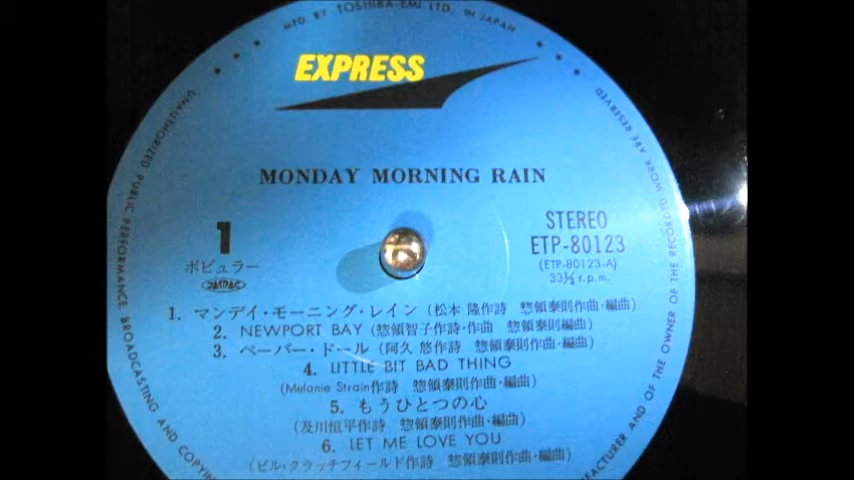 MFD. BY TOSHIBA-EMI LTD. IN JAPAN
EXPRESS
MONDAY MORNING RAIN
1
ポピュラー
JASRAC
STEREO
ETP-80123
(ETP-80123-A)
33⅓ r.p.m.
1. マンデイ・モーニング・レイン (松本 隆作詩 惣領泰則作曲・編曲)
2. NEWPORT BAY (惣領智子作詩・作曲 惣領泰則編曲)
3. ペーパー・ドール (阿久 悠作詩 惣領泰則作曲・編曲)
4. LITTLE BIT BAD THING
(Melanie Strain作詩 惣領泰則作曲・編曲)
5. もうひとつの心
(及川恒平作詩 惣領泰則作曲・編曲)
6. LET ME LOVE YOU
(ビル・クラッチフィールド作詩 惣領泰則作曲・編曲)
UNAUTHORIZED PUBLIC PERFORMANCE, BROADCASTING AND COPYIN
FACTURER AND OF THE OWNER OF THE RECORDED WORK ARE RESERVED